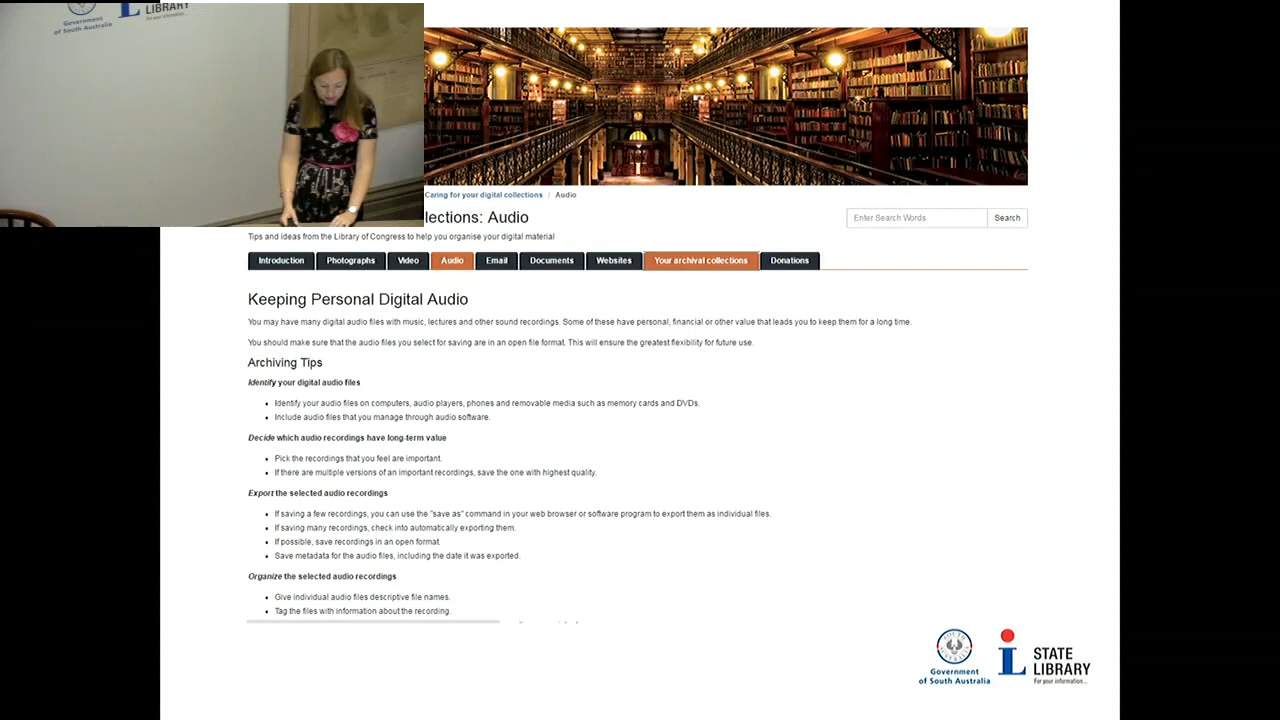 Government
of South Australia
LIBRARY
For your information...
Caring for your digital collections / Audio
lections: Audio
Enter Search Words
Search
Tips and ideas from the Library of Congress to help you organise your digital material
Introduction
Photographs
Video
Audio
Email
Documents
Websites
Your archival collections
Donations
Keeping Personal Digital Audio
You may have many digital audio files with music, lectures and other sound recordings. Some of these have personal, financial or other value that leads you to keep them for a long time.
You should make sure that the audio files you select for saving are in an open file format. This will ensure the greatest flexibility for future use.
Archiving Tips
Identify your digital audio files
• Identify your audio files on computers, audio players, phones and removable media such as memory cards and DVDs.
• Include audio files that you manage through audio software.
Decide which audio recordings have long-term value
• Pick the recordings that you feel are important.
• If there are multiple versions of an important recordings, save the one with highest quality.
Export the selected audio recordings
• If saving a few recordings, you can use the "save as" command in your web browser or software program to export them as individual files.
• If saving many recordings, check into automatically exporting them.
• If possible, save recordings in an open format.
• Save metadata for the audio files, including the date it was exported.
Organize the selected audio recordings
• Give individual audio files descriptive file names.
• Tag the files with information about the recording.
SOUTH
AUSTRALIA
Government
of South Australia
STATE
LIBRARY
For your information...